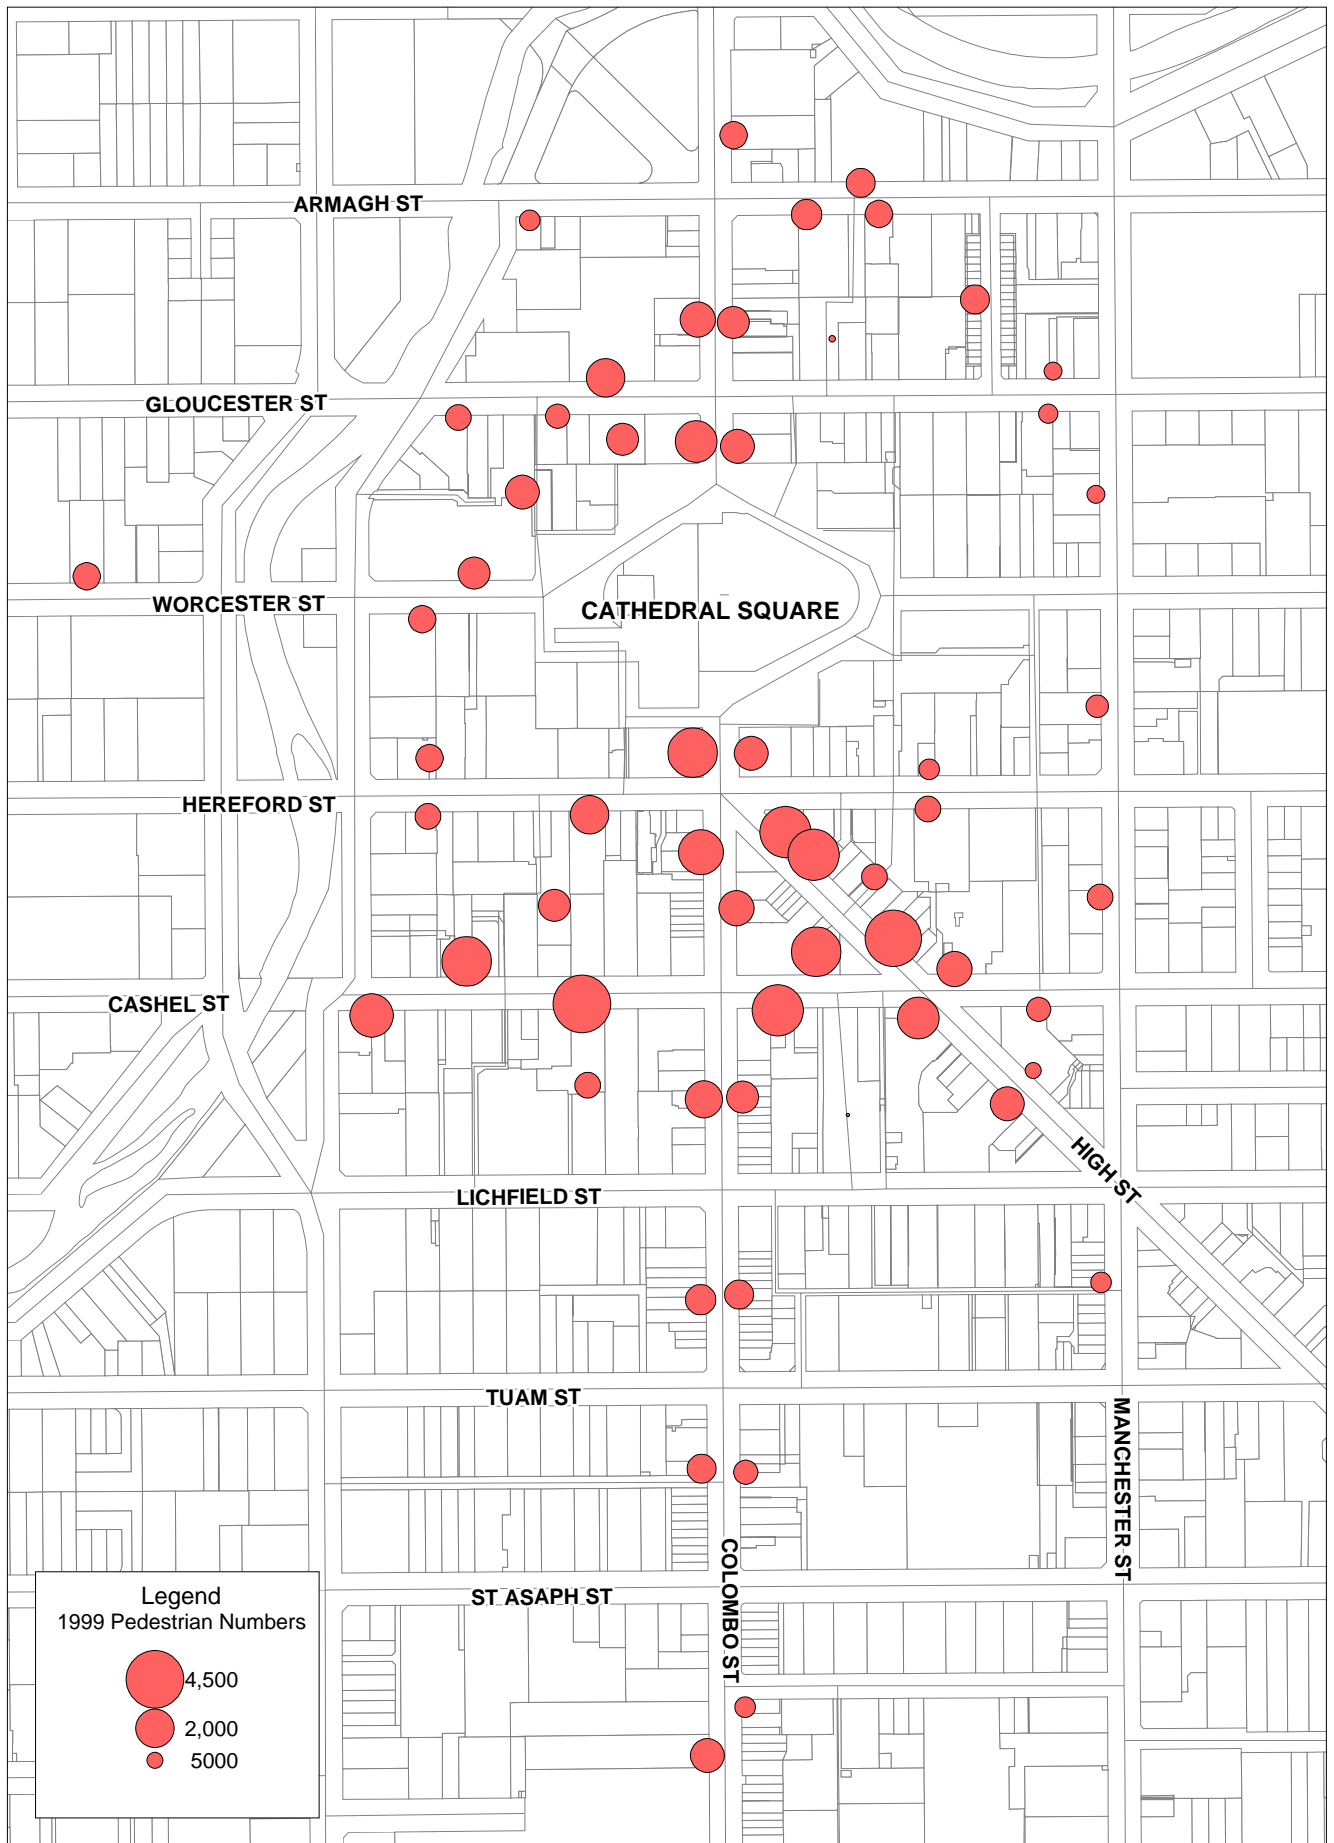 ARMAGH ST
GLOUCESTER ST
WORCESTER ST
CATHEDRAL SQUARE
HEREFORD ST
CASHEL ST
HIGH ST
LICHFIELD ST
TUAM ST
MANCHESTER ST
COLOMBO ST
ST ASAPH ST
Legend
1999 Pedestrian Numbers
4,500
2,000
5000